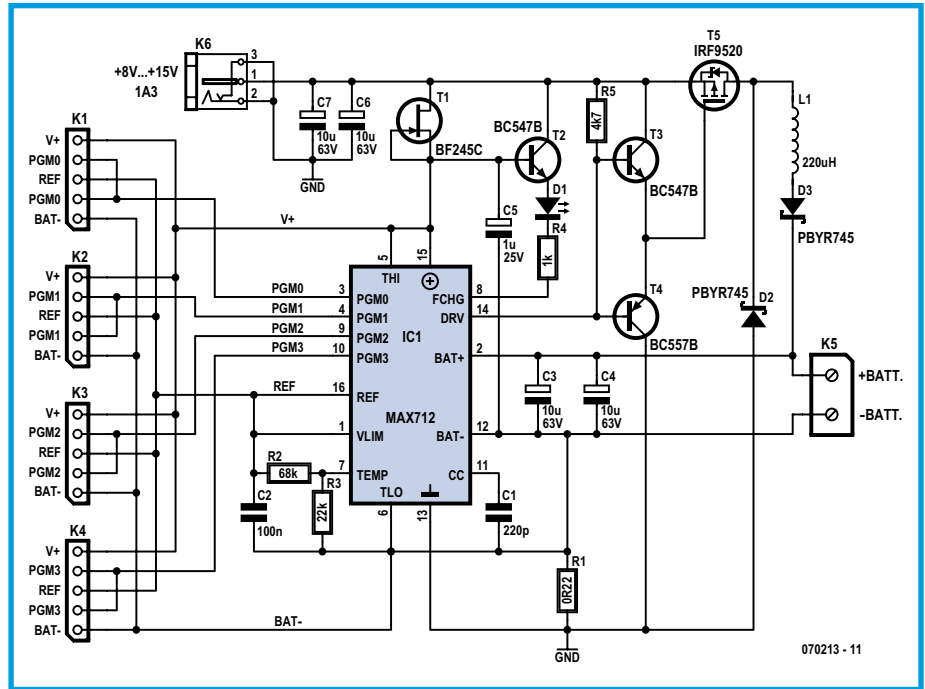 K6
+8V...+15V
1A3
3
1
2
C7
10u
63V
C6
10u
63V
GND
T1
BF245C
BC547B
T2
D1
R4
1k
C5
1u
25V
R5
4k7
T3
BC547B
T4
BC557B
T5
IRF9520
L1
220uH
D3
PBYR745
PBYR745
D2
K1
V+
PGM0
REF
PGM0
BAT-
K2
V+
PGM1
REF
PGM1
BAT-
K3
V+
PGM2
REF
PGM2
BAT-
K4
V+
PGM3
REF
PGM3
BAT-
V+
PGM0
PGM1
PGM2
PGM3
REF
BAT-
5
15
THI
3
PGM0
4
PGM1
9
PGM2
10
PGM3
16
REF
1
VLIM
7
TEMP
TLO
6
13
IC1
MAX712
FCHG
8
DRV
14
BAT+
2
BAT-
12
CC
11
R2
68k
R3
22k
C2
100n
C1
220p
C3
10u
63V
C4
10u
63V
R1
0R22
GND
K5
+BATT.
-BATT.
070213 - 11